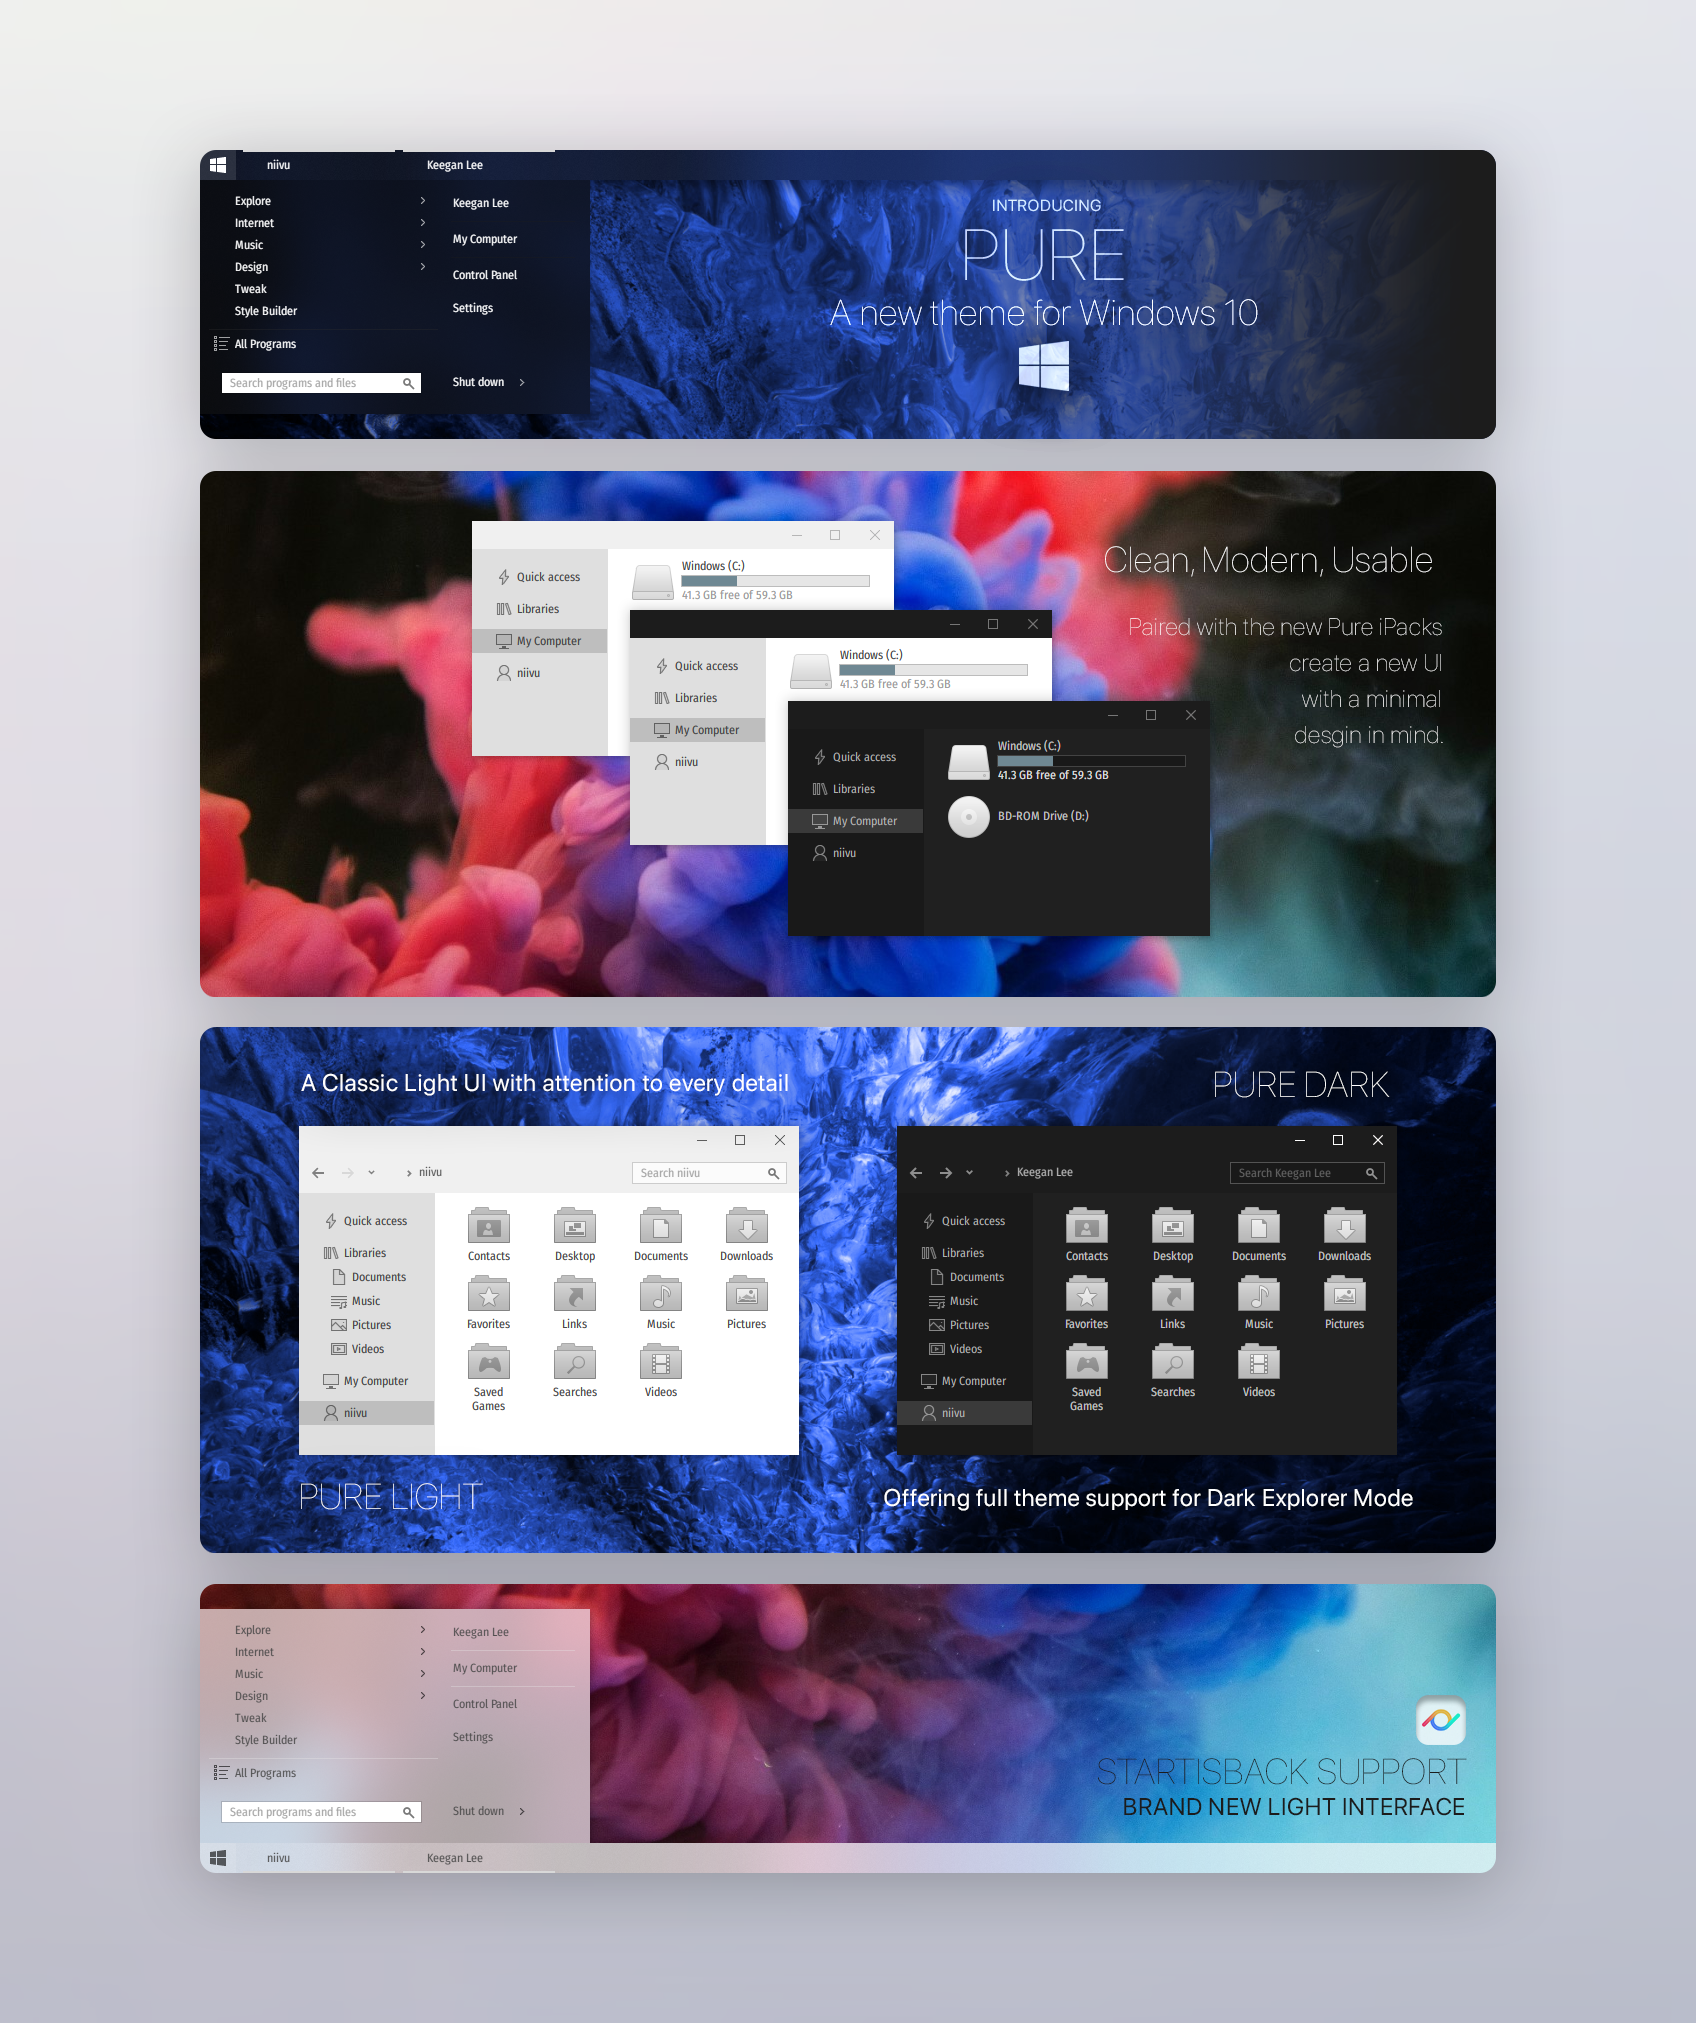 niivu
Keegan Lee
Explore
Internet
Music
Design
Tweak
Style Builder
All Programs
Search programs and files
Keegan Lee
My Computer
Control Panel
Settings
Shut down
INTRODUCING
PURE
A new theme for Windows 10
Quick access
Libraries
My Computer
niivu
Windows (C:)
41.3 GB free of 59.3 GB
Quick access
Libraries
My Computer
niivu
Windows (C:)
41.3 GB free of 59.3 GB
Quick access
Libraries
My Computer
niivu
Windows (C:)
41.3 GB free of 59.3 GB
BD-ROM Drive (D:)
Clean, Modern, Usable
Paired with the new Pure iPacks
create a new UI
with a minimal
desgin in mind.
A Classic Light UI with attention to every detail
niivu
Search niivu
Quick access
Libraries
Documents
Music
Pictures
Videos
My Computer
niivu
Contacts Desktop Documents Downloads
Favorites Links Music Pictures
Saved Searches Videos
Games
PURE LIGHT
PURE DARK
Keegan Lee
Search Keegan Lee
Quick access
Libraries
Documents
Music
Pictures
Videos
My Computer
niivu
Contacts Desktop Documents Downloads
Favorites Links Music Pictures
Saved Searches Videos
Games
Offering full theme support for Dark Explorer Mode
Explore
Internet
Music
Design
Tweak
Style Builder
All Programs
Search programs and files
Keegan Lee
My Computer
Control Panel
Settings
Shut down
STARTISBACK SUPPORT
BRAND NEW LIGHT INTERFACE
niivu
Keegan Lee